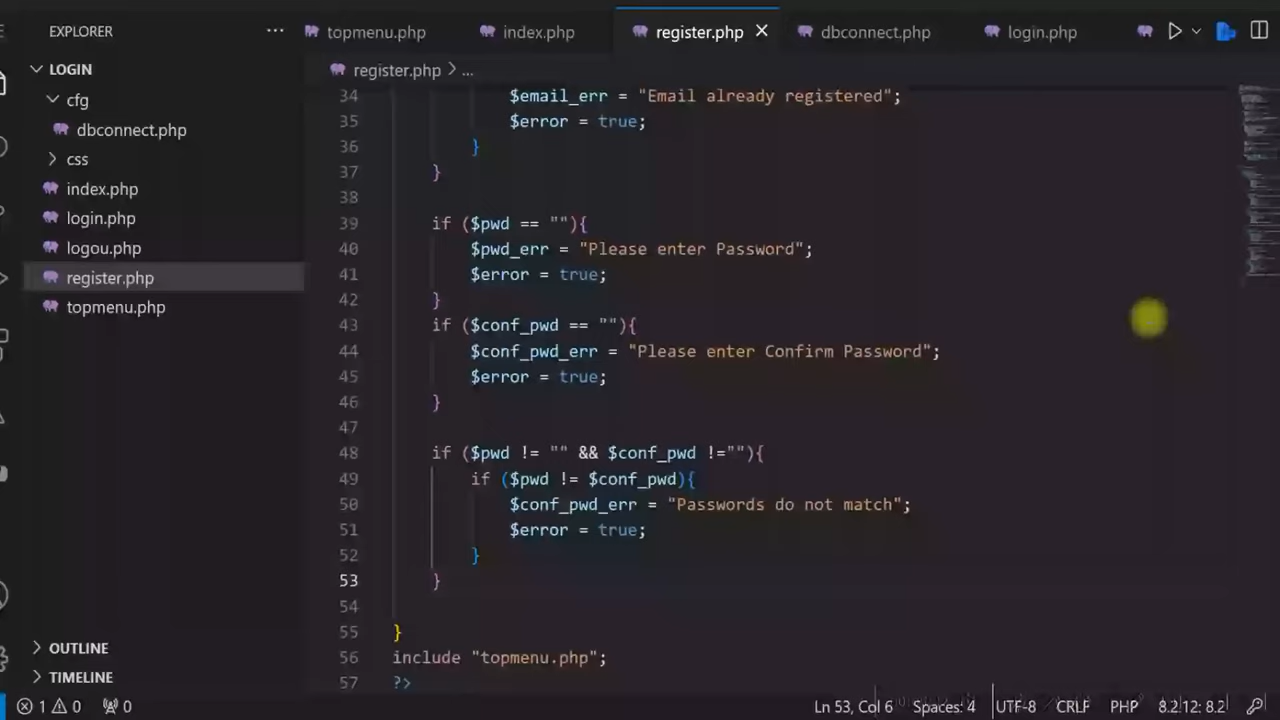 EXPLORER
LOGIN
cfg
dbconnect.php
css
index.php
login.php
logou.php
register.php
topmenu.php
OUTLINE
TIMELINE
topmenu.php index.php register.php dbconnect.php login.php
register.php > ...
34 $email_err = "Email already registered";
35 $error = true;
36 }
37 }
38
39 if ($pwd == ""){
40 $pwd_err = "Please enter Password";
41 $error = true;
42 }
43 if ($conf_pwd == ""){
44 $conf_pwd_err = "Please enter Confirm Password";
45 $error = true;
46 }
47
48 if ($pwd != "" && $conf_pwd !=""){
49 if ($pwd != $conf_pwd){
50 $conf_pwd_err = "Passwords do not match";
51 $error = true;
52 }
53 }
54
55 }
56 include "topmenu.php";
57 ?>
1 0 0 Ln 53, Col 6 Spaces: 4 UTF-8 CRLF PHP 8.2 12: 8.2